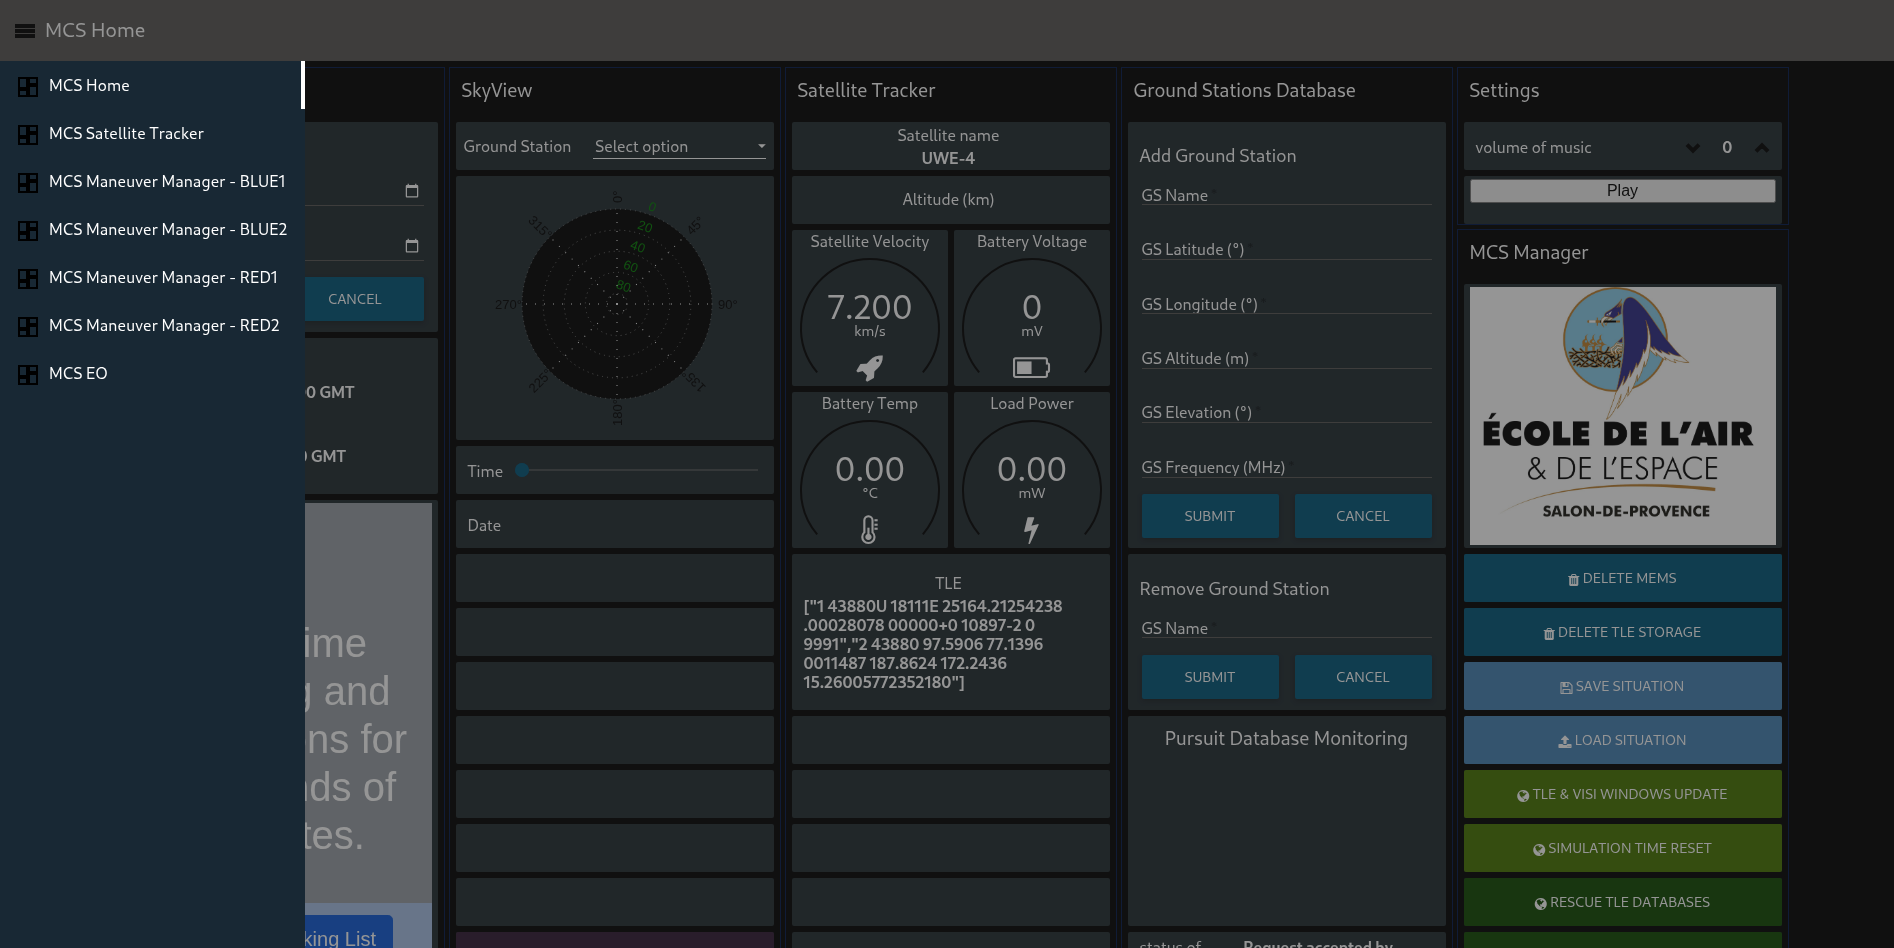 MCS Home
MCS Home
MCS Satellite Tracker
MCS Maneuver Manager - BLUE1
MCS Maneuver Manager - BLUE2
MCS Maneuver Manager - RED1
MCS Maneuver Manager - RED2
MCS EO
CANCEL
0 GMT
GMT
and
for
of
List
SkyView
Ground Station
Select option
0°
45°
90°
135°
180°
225°
270°
315°
0
20
40
60
80
Time
Date
Satellite Tracker
Satellite name
UWE-4
Altitude (km)
Satellite Velocity
7.200
km/s
Battery Voltage
0
mV
Battery Temp
0.00
°C
Load Power
0.00
mW
TLE
["1 43880U 18111E 25164.21254238
.00028078 00000+0 10897-2 0
9991","2 43880 97.5906 77.1396
0011487 187.8624 172.2436
15.26005772352180"]
Ground Stations Database
Add Ground Station
GS Name *
GS Latitude (°) *
GS Longitude (°) *
GS Altitude (m) *
GS Elevation (°) *
GS Frequency (MHz) *
SUBMIT
CANCEL
Remove Ground Station
GS Name *
SUBMIT
CANCEL
Pursuit Database Monitoring
status of
Request accepted by
Settings
volume of music
0
Play
MCS Manager
ÉCOLE DE L'AIR
& DE L'ESPACE
SALON-DE-PROVENCE
DELETE MEMS
DELETE TLE STORAGE
SAVE SITUATION
LOAD SITUATION
TLE & VISI WINDOWS UPDATE
SIMULATION TIME RESET
RESCUE TLE DATABASES